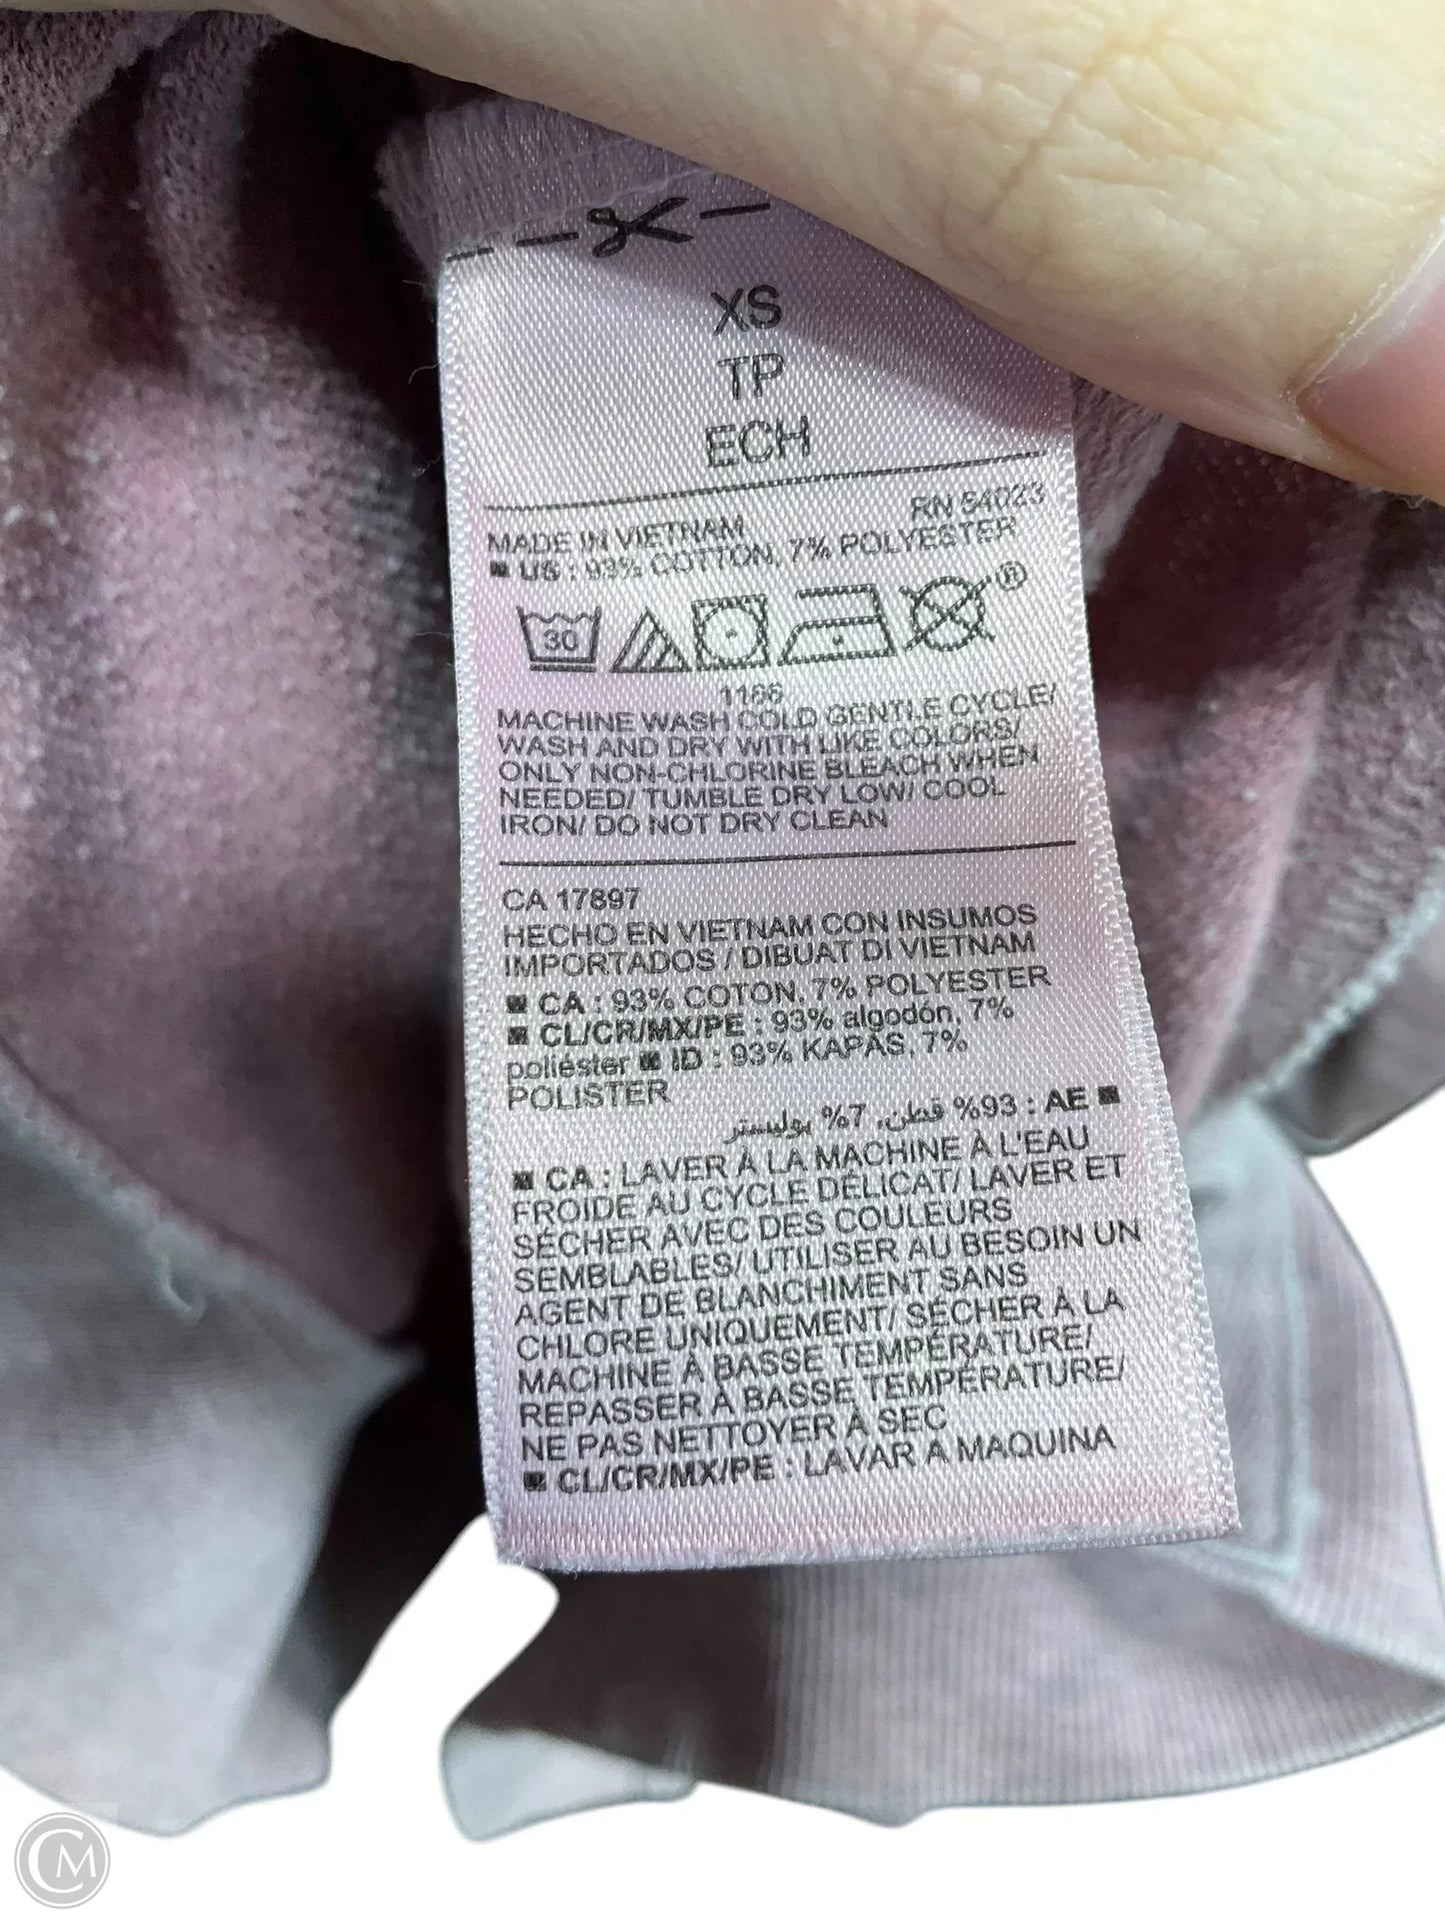 XS
TP
ECH
RN 54023
MADE IN VIETNAM
■ US : 93% COTTON, 7% POLYESTER
30
®
1186
MACHINE WASH COLD GENTLE CYCLE/
WASH AND DRY WITH LIKE COLORS/
ONLY NON-CHLORINE BLEACH WHEN
NEEDED/ TUMBLE DRY LOW/ COOL
IRON/ DO NOT DRY CLEAN
CA 17897
HECHO EN VIETNAM CON INSUMOS
IMPORTADOS / DIBUAT DI VIETNAM
■ CA : 93% COTON, 7% POLYESTER
■ CL/CR/MX/PE : 93% algodón, 7%
poliéster ■ ID : 93% KAPAS, 7%
POLISTER
■ AE : 93% قطن, 7% بوليستر
■ CA : LAVER À LA MACHINE À L'EAU
FROIDE AU CYCLE DÉLICAT/ LAVER ET
SÉCHER AVEC DES COULEURS
SEMBLABLES/ UTILISER AU BESOIN UN
AGENT DE BLANCHIMENT SANS
CHLORE UNIQUEMENT/ SÉCHER À LA
MACHINE À BASSE TEMPÉRATURE/
REPASSER À BASSE TEMPÉRATURE/
NE PAS NETTOYER À SEC
■ CL/CR/MX/PE : LAVAR A MAQUINA
CM